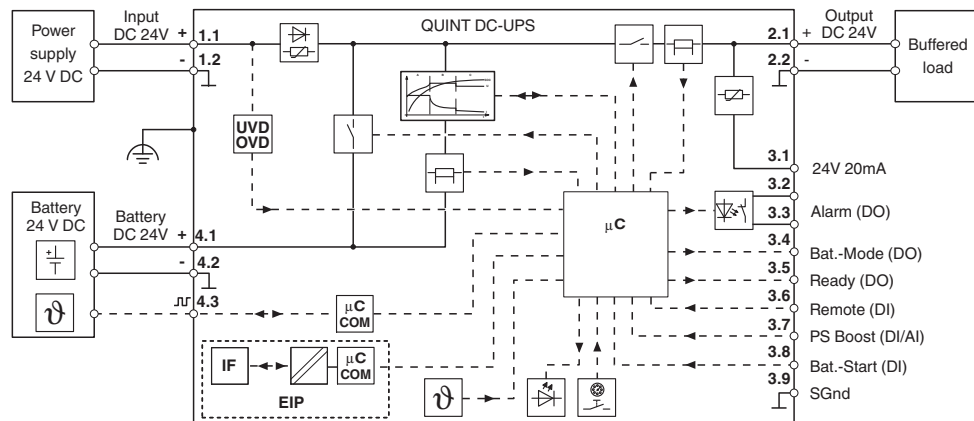 Power
supply
24 V DC
Input
DC 24V
+
-
1.1
1.2
QUINT DC-UPS
2.1
2.2
Output
DC 24V
+
-
Buffered
load
UVD
OVD
3.1
24V 20mA
3.2
3.3
Alarm (DO)
Battery
24 V DC
+
Battery
DC 24V
+
-
4.1
4.2
4.3
ϑ
μC
3.4
Bat.-Mode (DO)
3.5
Ready (DO)
3.6
Remote (DI)
3.7
PS Boost (DI/AI)
3.8
Bat.-Start (DI)
3.9
SGnd
μC
COM
IF
μC
COM
EIP
ϑ